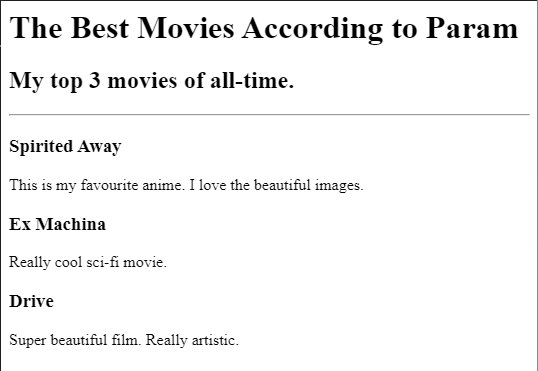 The Best Movies According to Param
My top 3 movies of all-time.
Spirited Away
This is my favourite anime. I love the beautiful images.
Ex Machina
Really cool sci-fi movie.
Drive
Super beautiful film. Really artistic.